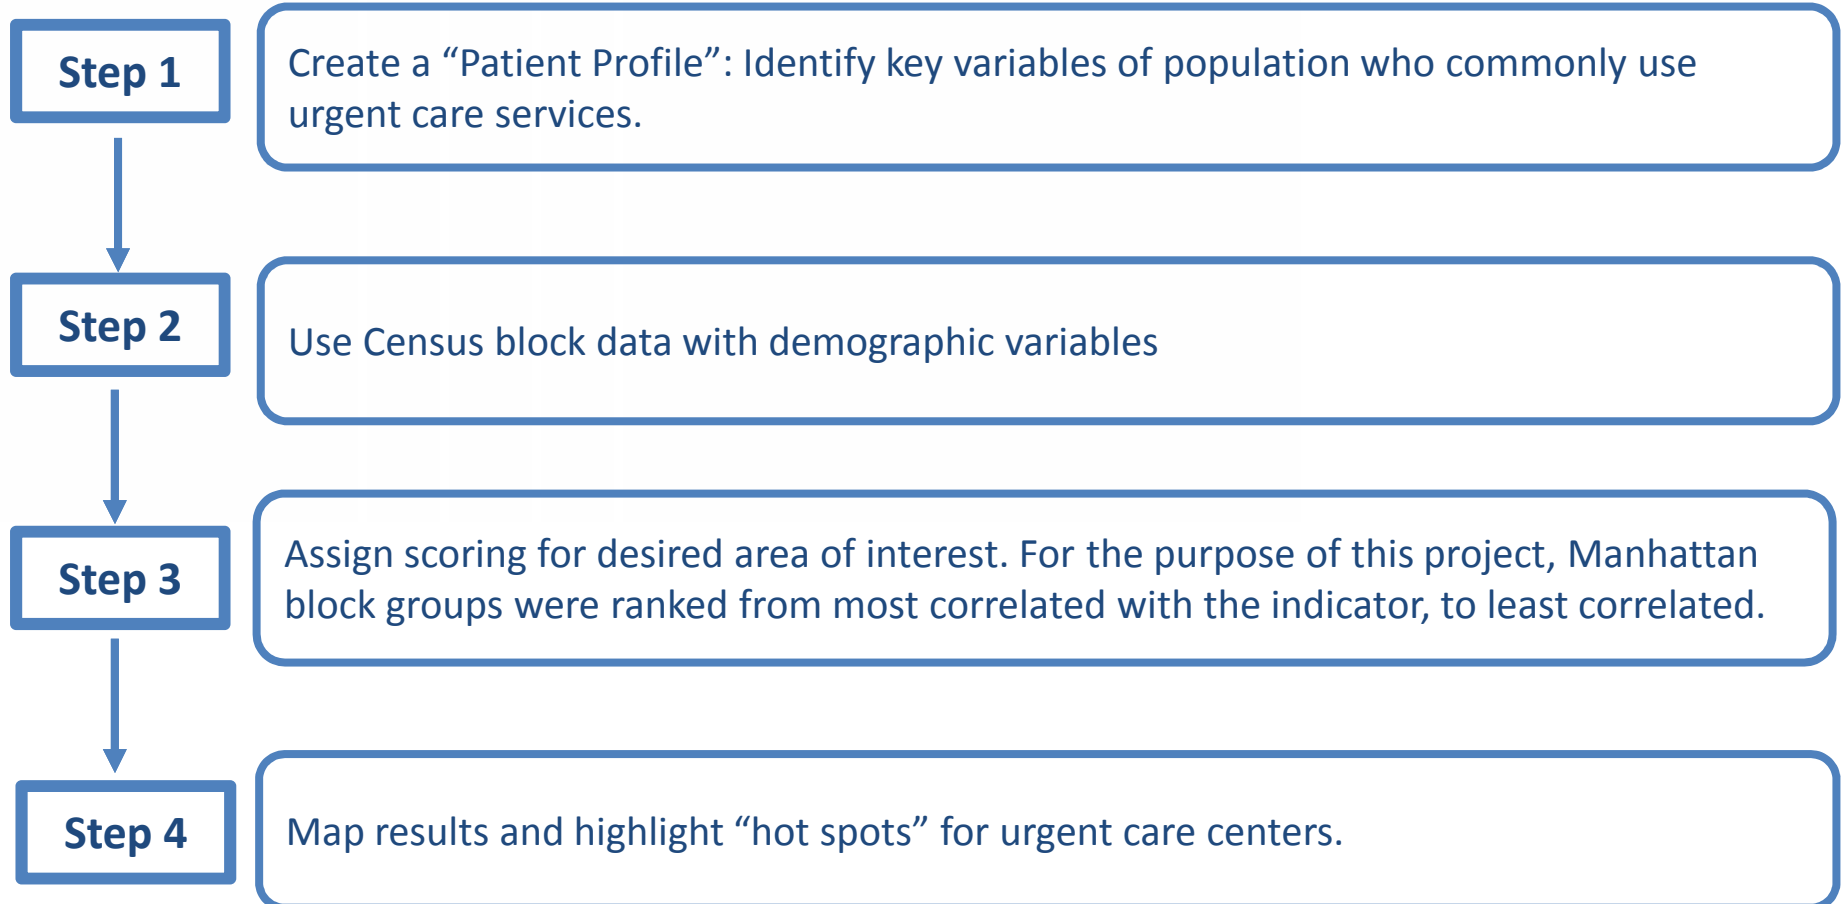 Step 1
Create a “Patient Profile”: Identify key variables of population who commonly use
urgent care services.
Step 2
Use Census block data with demographic variables
Step 3
Assign scoring for desired area of interest. For the purpose of this project, Manhattan
block groups were ranked from most correlated with the indicator, to least correlated.
Step 4
Map results and highlight “hot spots” for urgent care centers.